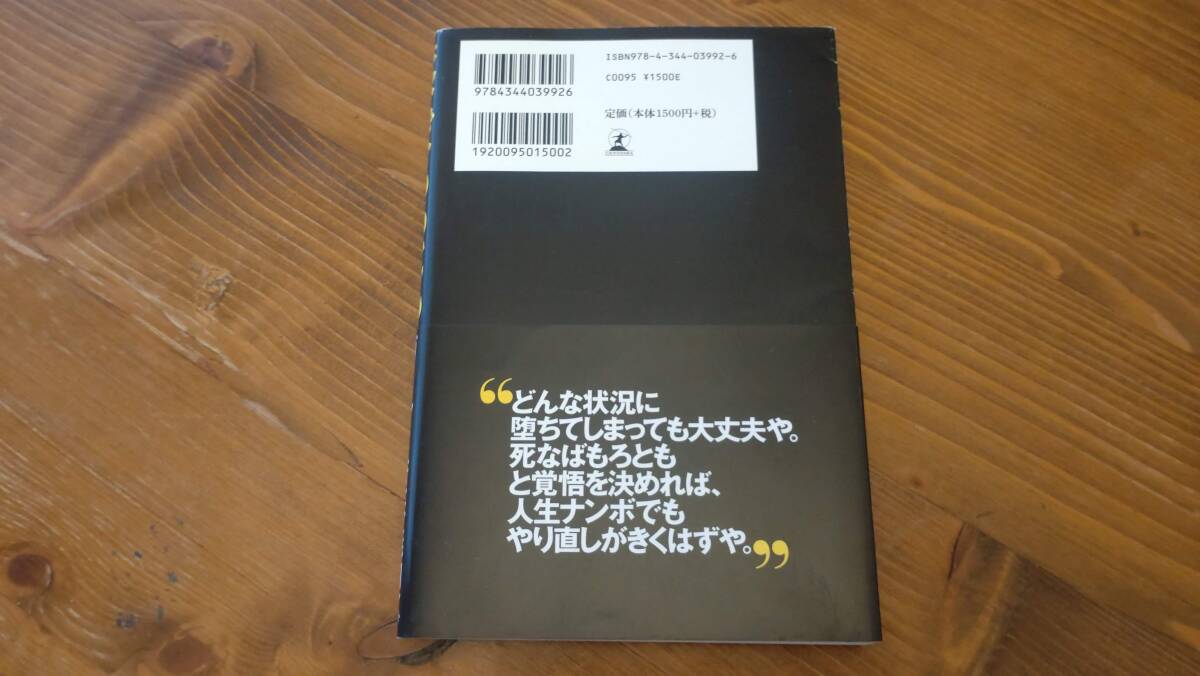 ISBN978-4-344-03992-6
C0095 ¥1500E
定価(本体1500円+税)
9784344039926
1920095015002
“どんな状況に
堕ちてしまっても大丈夫や。
死なばもろとも
と覚悟を決めれば、
人生ナンボでも
やり直しがきくはずや。”